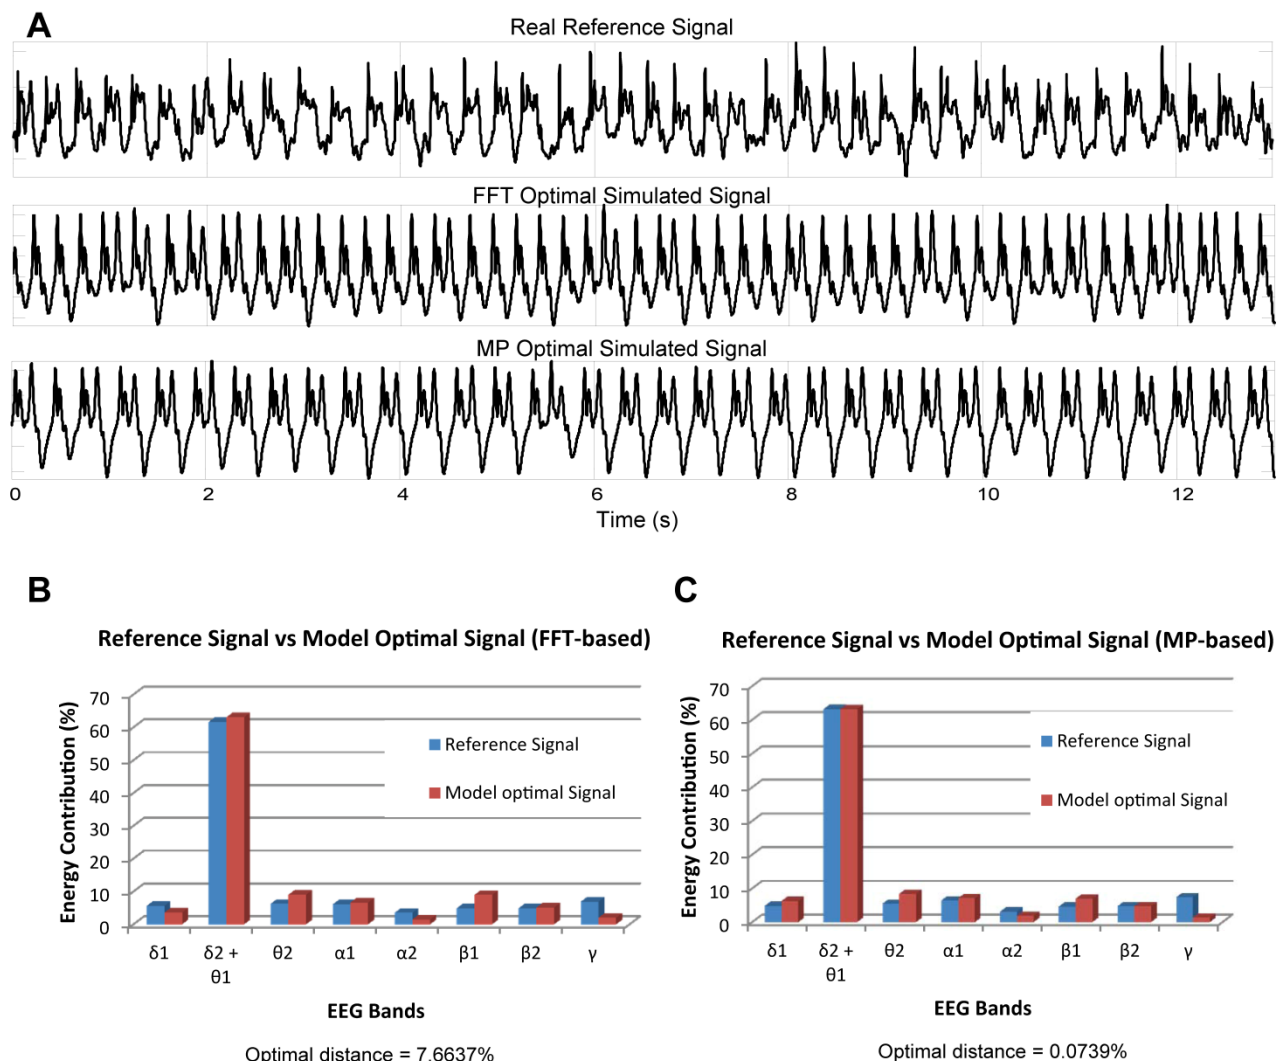 A
Real Reference Signal
FFT Optimal Simulated Signal
MP Optimal Simulated Signal
0 2 4 6 8 10 12
Time (s)
B
Reference Signal vs Model Optimal Signal (FFT-based)
Energy Contribution (%)
70
60
50
40
30
20
10
0
Reference Signal
Model optimal Signal
δ1 δ2 + θ2 α1 α2 β1 β2 γ
θ1
EEG Bands
Optimal distance = 7.6637%
C
Reference Signal vs Model Optimal Signal (MP-based)
Energy Contribution (%)
70
60
50
40
30
20
10
0
Reference Signal
Model optimal Signal
δ1 δ2 + θ2 α1 α2 β1 β2 γ
θ1
EEG Bands
Optimal distance = 0.0739%